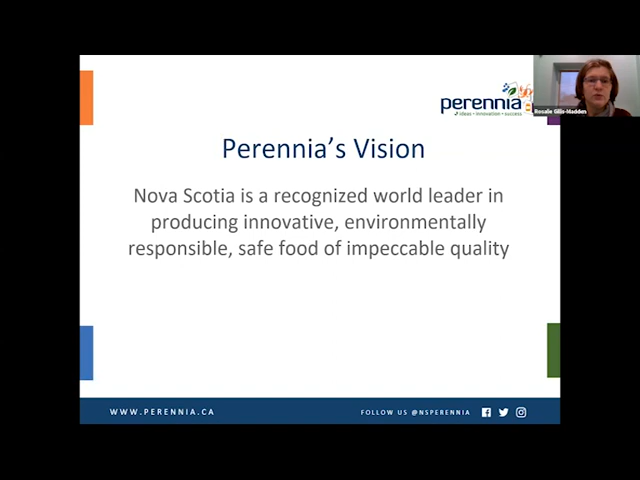 perennia
ideas • innovation • success
Rosalie Gillis-Madden
Perennia's Vision
Nova Scotia is a recognized world leader in
producing innovative, environmentally
responsible, safe food of impeccable quality
WWW.PERENNIA.CA
FOLLOW US @NSPERENNIA